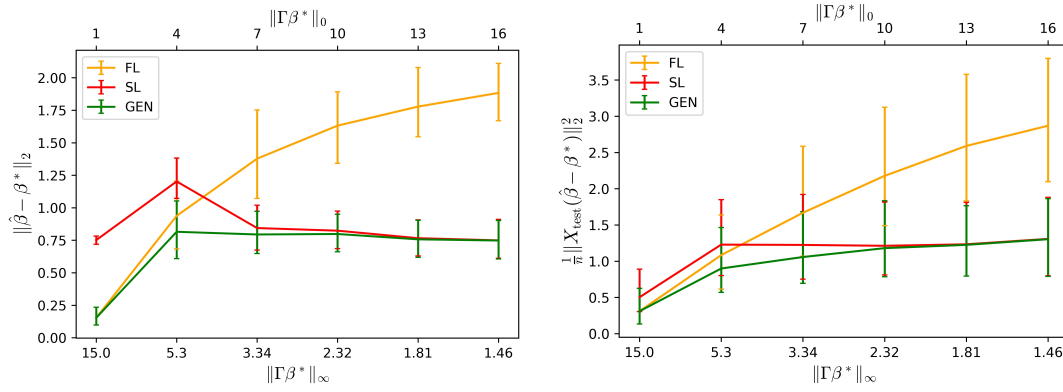 ‖Γβ*‖₀
1 4 7 10 13 16
FL
SL
GEN
2.00
1.75
1.50
1.25
1.00
0.75
0.50
0.25
0.00
‖β̂ − β*‖₂
15.0 5.3 3.34 2.32 1.81 1.46
‖Γβ*‖∞
‖Γβ*‖₀
1 4 7 10 13 16
FL
SL
GEN
3.5
3.0
2.5
2.0
1.5
1.0
0.5
0.0
1/n ‖X_test(β̂ − β*)‖₂²
15.0 5.3 3.34 2.32 1.81 1.46
‖Γβ*‖∞